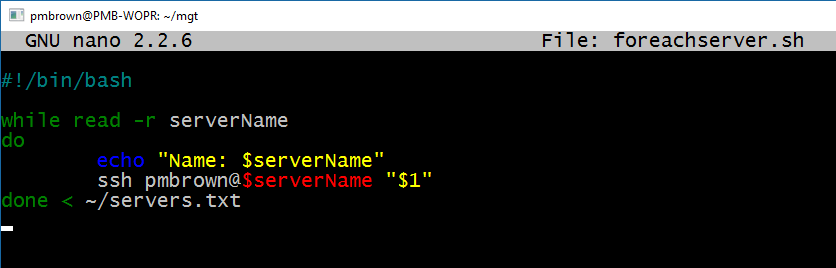 pmbrown@PMB-WOPR: ~/mgt
GNU nano 2.2.6 File: foreachserver.sh
#!/bin/bash
while read -r serverName
do
echo "Name: $serverName"
ssh pmbrown@$serverName "$1"
done < ~/servers.txt